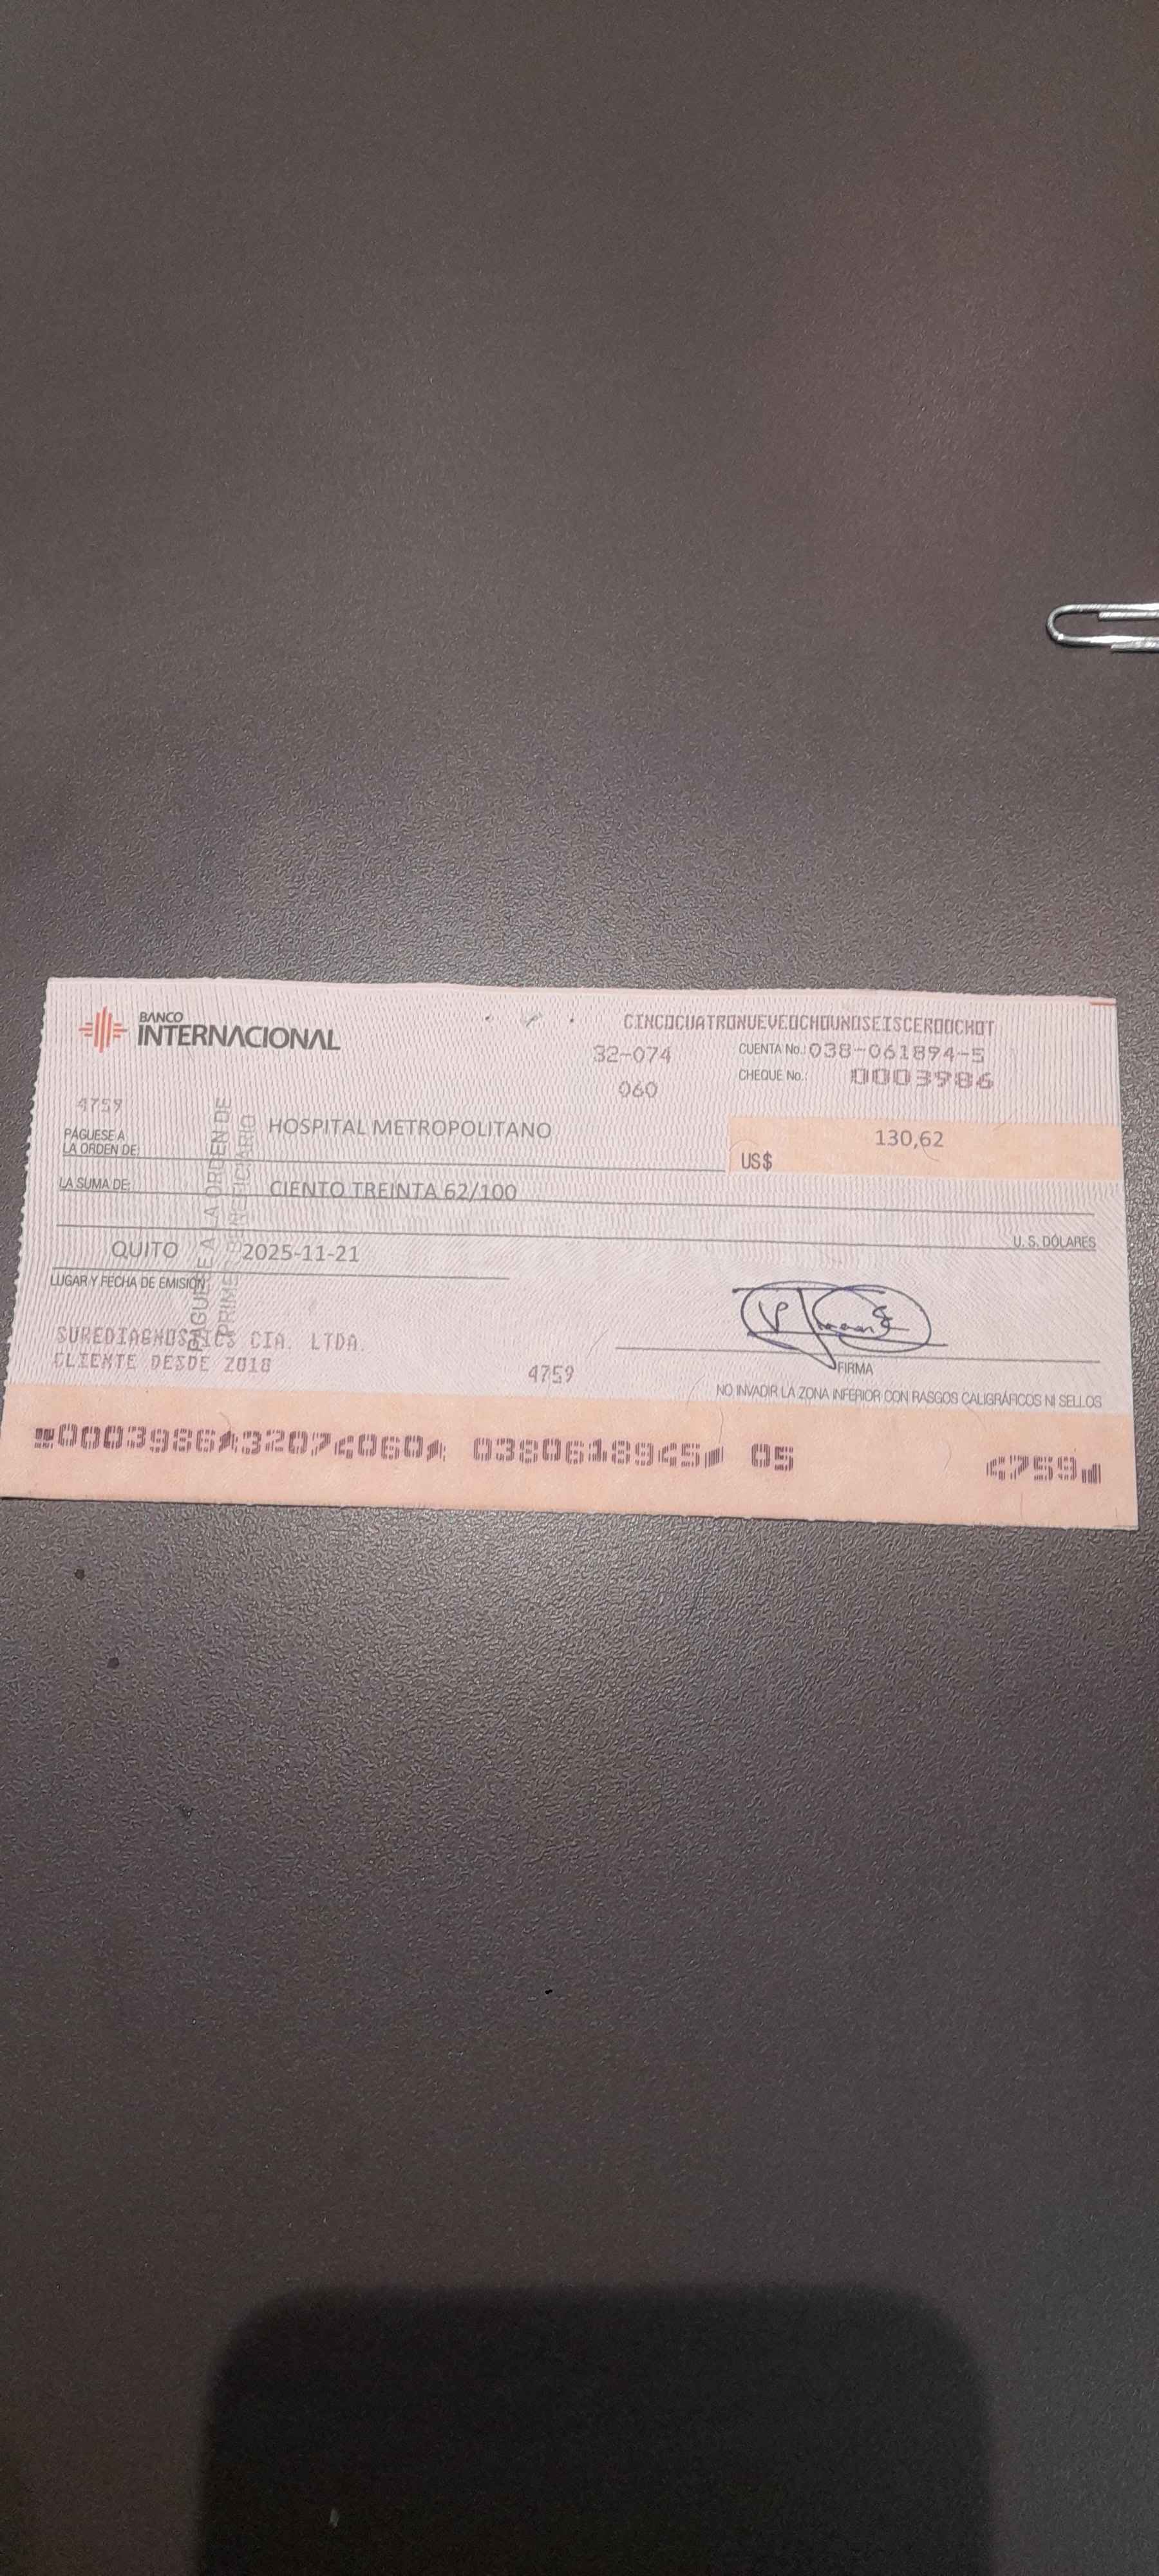 BANCO
INTERNACIONAL
CINCOCUATRONUEVEOCHOUNOSEISCEROOCHOT
32-074
CUENTA No.: 038-061894-5
060
CHEQUE No.: 0003986
4759
PÁGUESE A
LA ORDEN DE:
HOSPITAL METROPOLITANO
US$ 130,62
LA SUMA DE: CIENTO TREINTA 62/100
U. S. DÓLARES
QUITO 2025-11-21
LUGAR Y FECHA DE EMISIÓN
PAGUESE A LA ORDEN DE
PRIMER BENEFICIARIO
SUREDIAGNOSTICS CIA. LTDA.
CLIENTE DESDE 2018
4759
FIRMA
NO INVADIR LA ZONA INFERIOR CON RASGOS CALIGRÁFICOS NI SELLOS
0003986 32074060 0380618945 05 4759